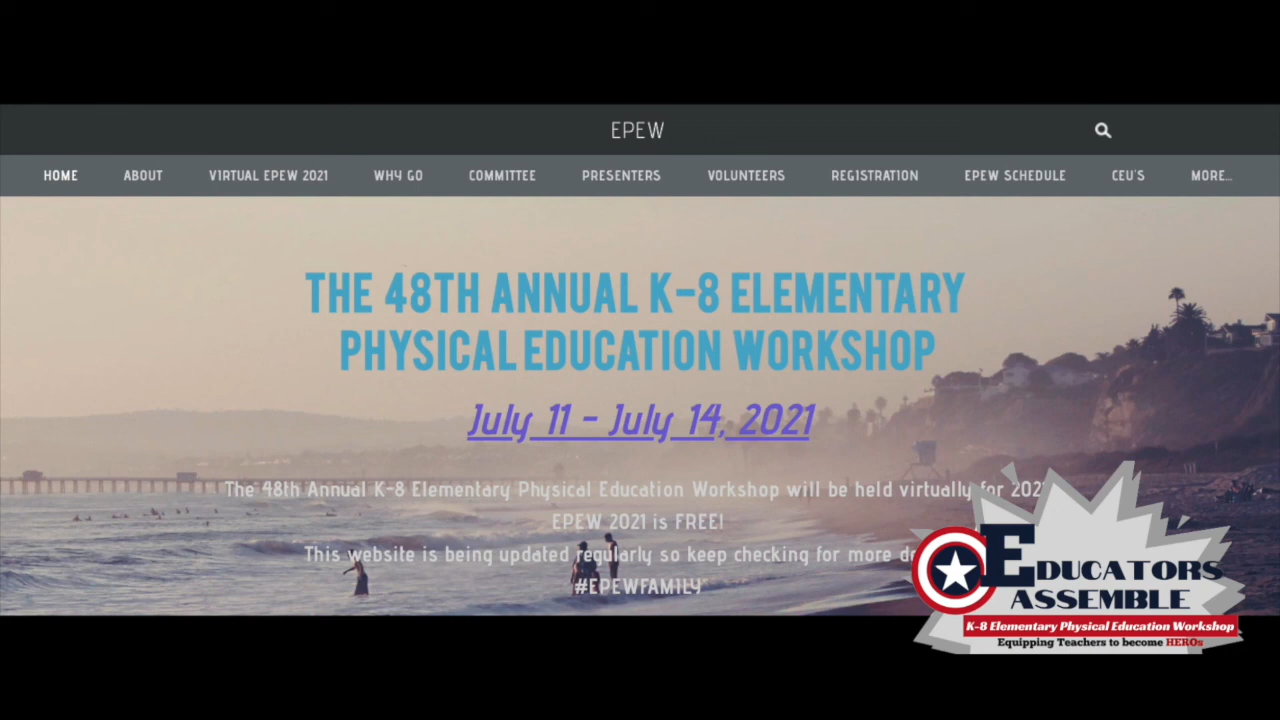 EPEW
HOME ABOUT VIRTUAL EPEW 2021 WHY GO COMMITTEE PRESENTERS VOLUNTEERS REGISTRATION EPEW SCHEDULE CEU'S MORE...
THE 48TH ANNUAL K-8 ELEMENTARY
PHYSICAL EDUCATION WORKSHOP
July 11 - July 14, 2021
The 48th Annual K-8 Elementary Physical Education Workshop will be held virtually for
EPEW 2021 is FREE!
This website is being updated regularly so keep checking for more
#EPEWFAMILY
EDUCATORS
ASSEMBLE
K-8 Elementary Physical Education Workshop
Equipping Teachers to become HEROs